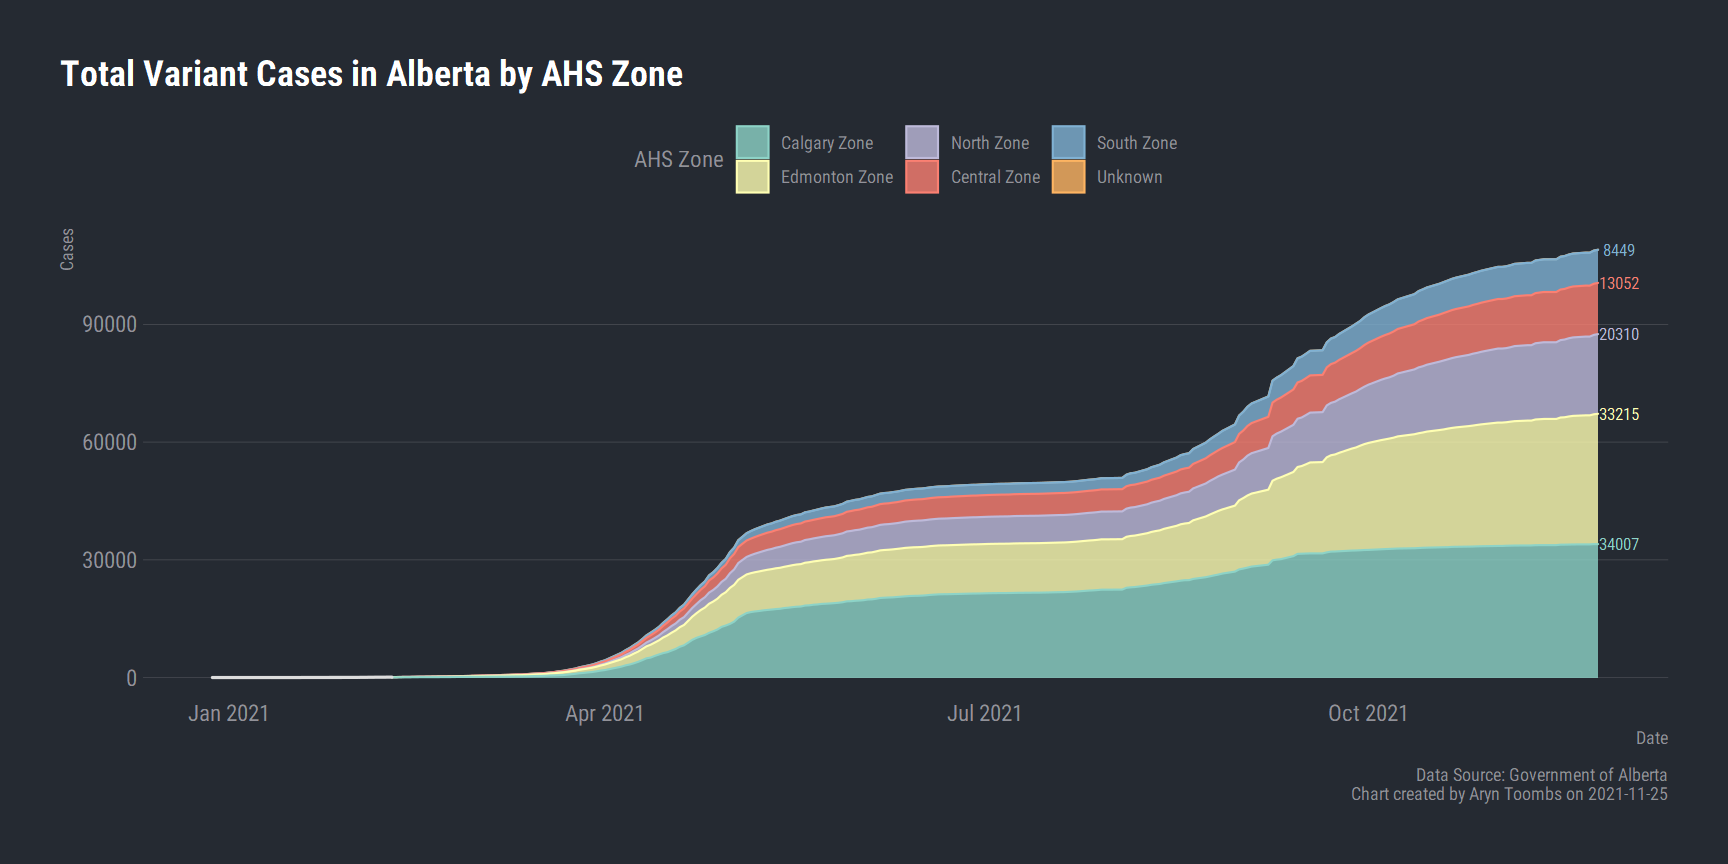 Total Variant Cases in Alberta by AHS Zone
AHS Zone
Calgary Zone
North Zone
South Zone
Edmonton Zone
Central Zone
Unknown
Cases
90000
60000
30000
0
8449
13052
20310
33215
34007
Jan 2021
Apr 2021
Jul 2021
Oct 2021
Date
Data Source: Government of Alberta
Chart created by Aryn Toombs on 2021-11-25